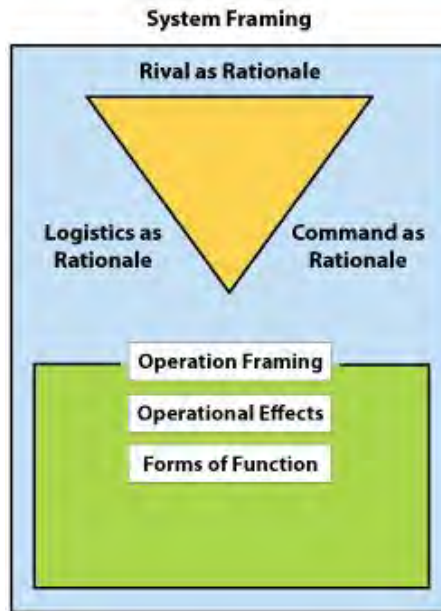 System Framing
Rival as Rationale
Logistics as
Rationale
Command as
Rationale
Operation Framing
Operational Effects
Forms of Function